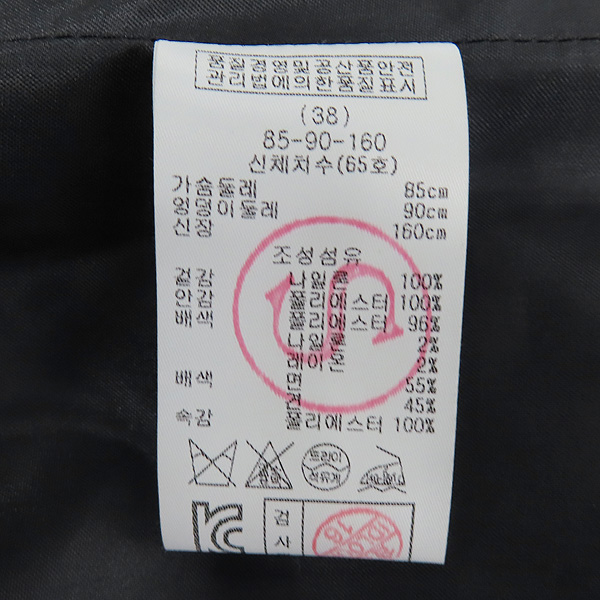 품질경영및공산품안전
관리법에의한품질표시
(38)
85-90-160
신체치수(65호)
가슴둘레 85cm
엉덩이둘레 90cm
신장 160cm
조성섬유
겉감 나일론 100%
안감 폴리에스터 100%
배색 폴리에스터 96%
나일론 2%
레이온 2%
배색 면 55%
견 45%
속감 폴리에스터 100%
드라이
석유계
검
사